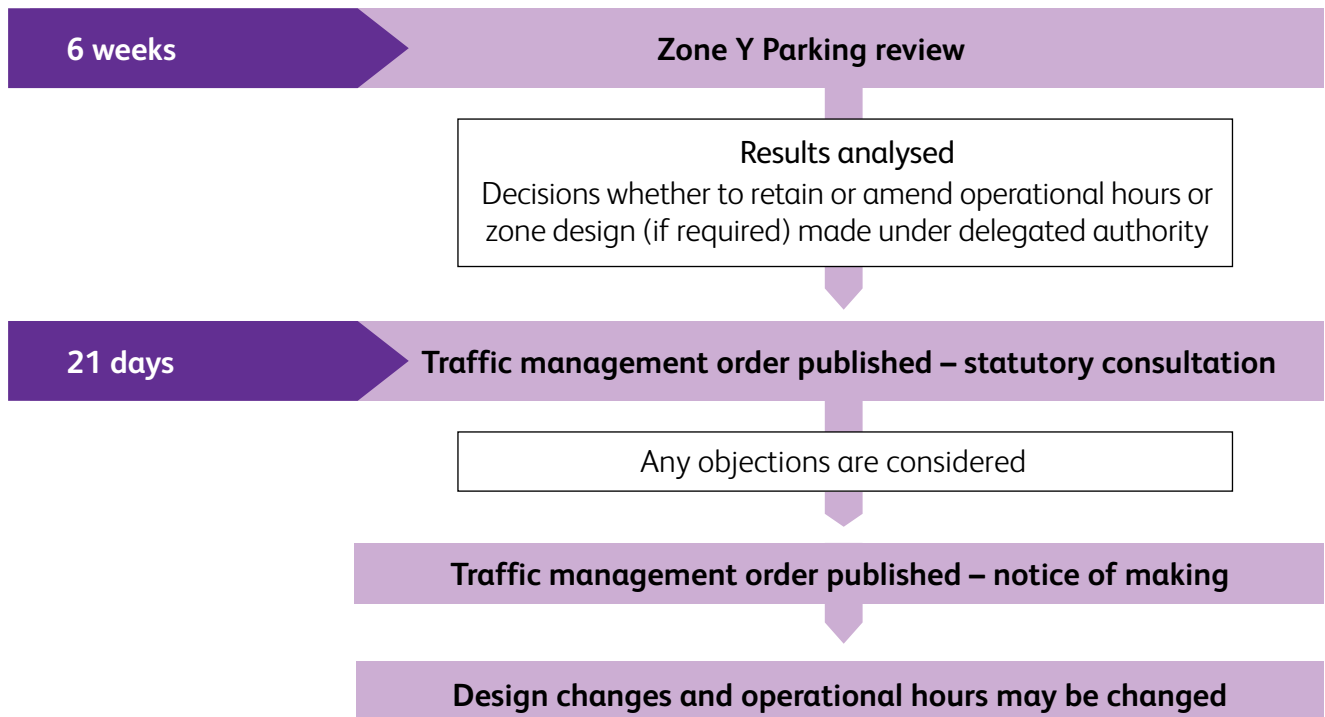 6 weeks
Zone Y Parking review
Results analysed
Decisions whether to retain or amend operational hours or
zone design (if required) made under delegated authority
21 days
Traffic management order published – statutory consultation
Any objections are considered
Traffic management order published – notice of making
Design changes and operational hours may be changed